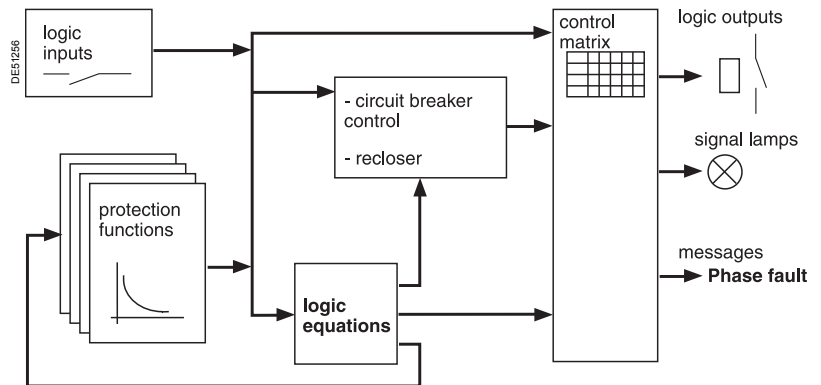 DE51256
logic
inputs
control
matrix
logic outputs
- circuit breaker
control
- recloser
signal lamps
protection
functions
logic
equations
messages
Phase fault